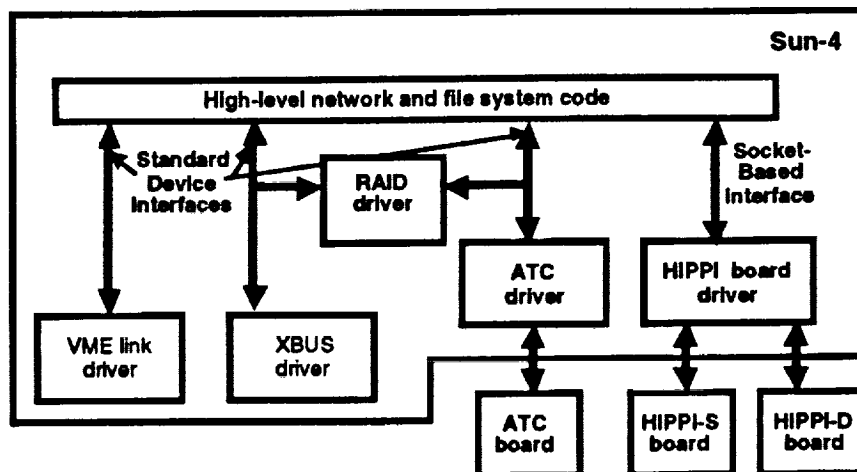 Sun-4
High-level network and file system code
Standard
Device
Interfaces
RAID
driver
Socket-
Based
interface
ATC
driver
HIPPI board
driver
VME link
driver
XBUS
driver
ATC
board
HIPPI-S
board
HIPPI-D
board